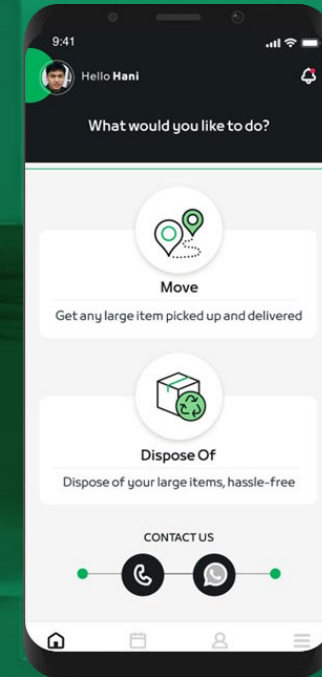 9:41
Hello Hani
What would you like to do?
Move
Get any large item picked up and delivered
Dispose Of
Dispose of your large items, hassle-free
CONTACT US